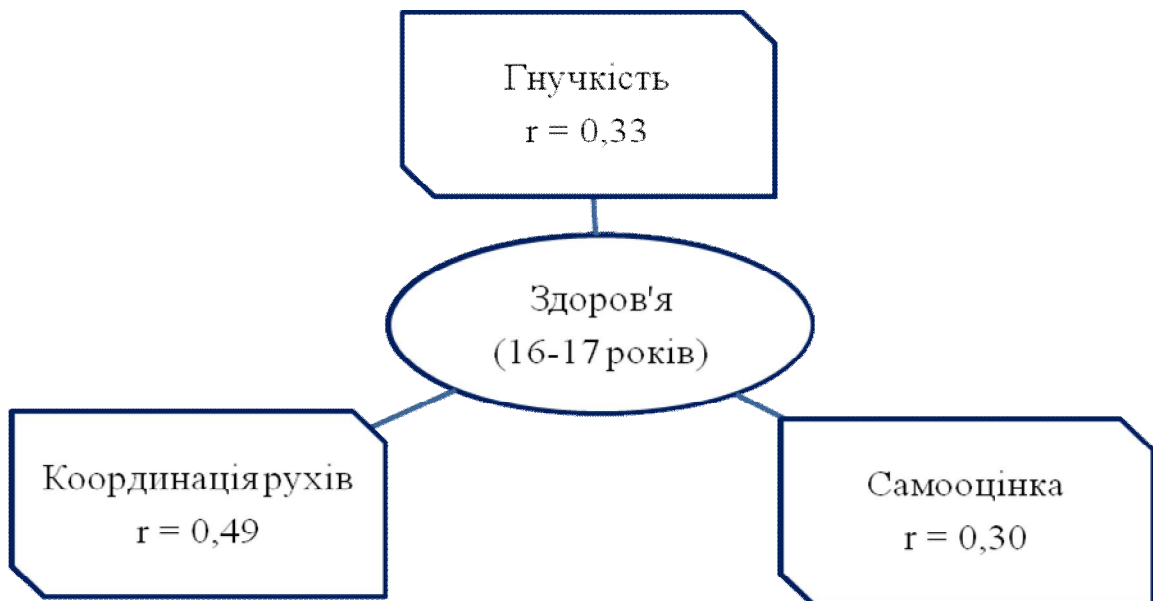 Гнучкість
r = 0,33
Здоров'я
(16-17 років)
Координація рухів
r = 0,49
Самооцінка
r = 0,30